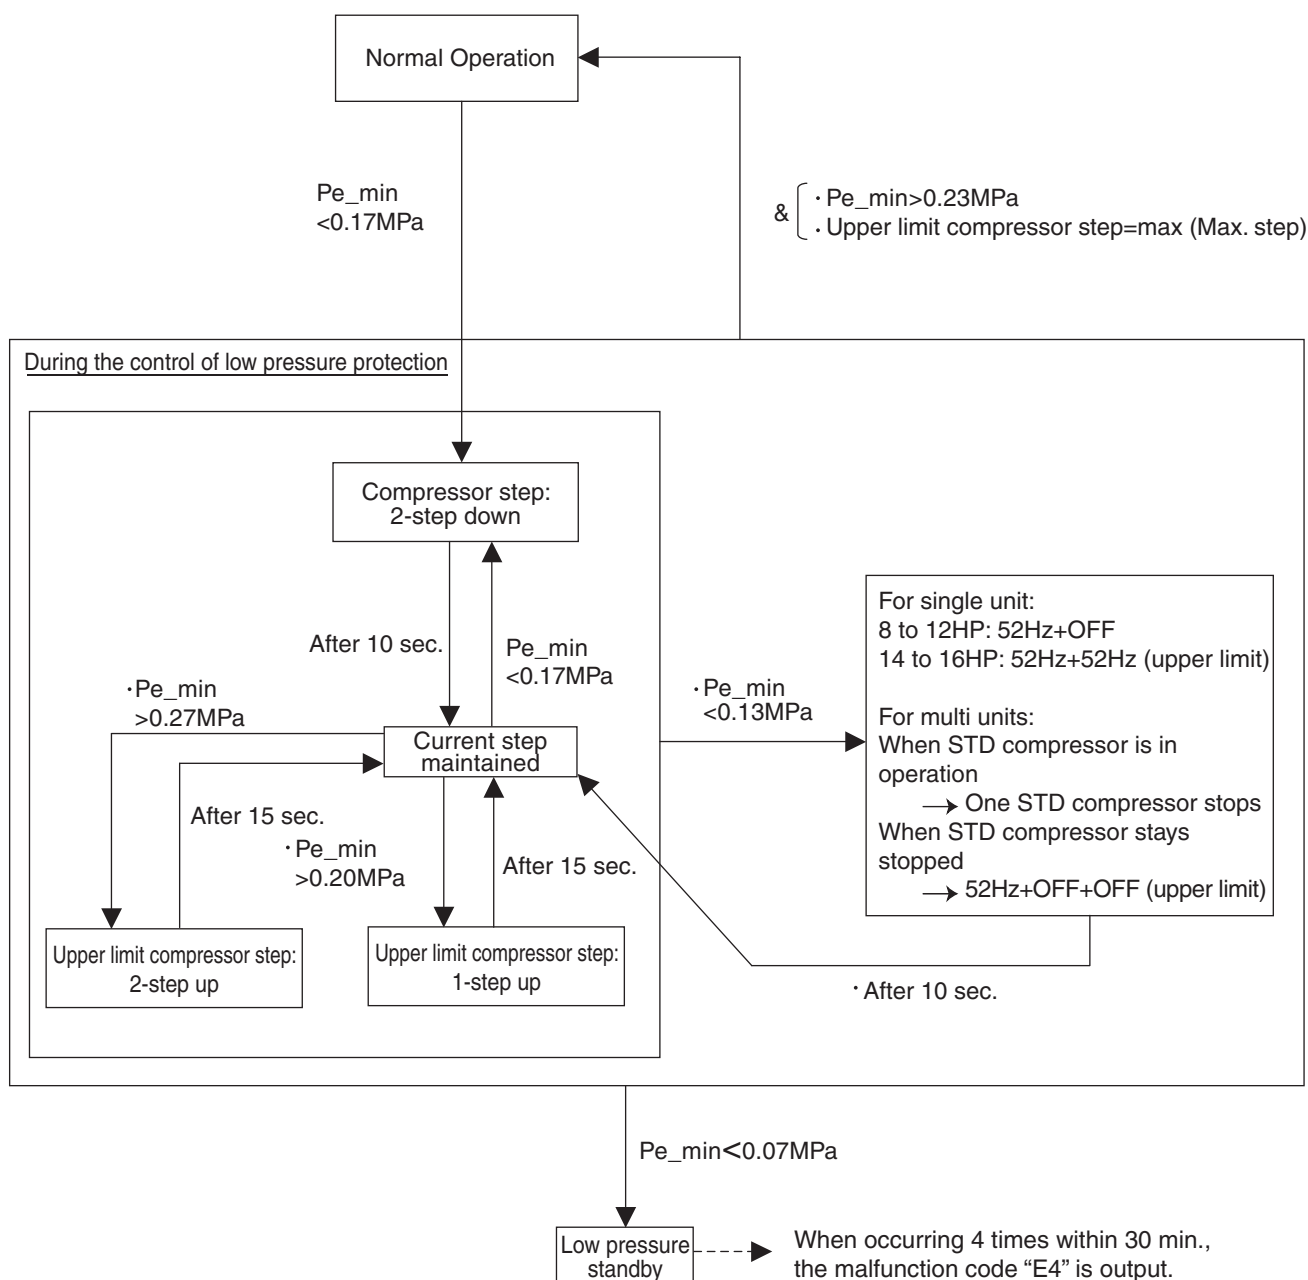 Normal Operation
Pe_min
<0.17MPa
&
· Pe_min>0.23MPa
· Upper limit compressor step=max (Max. step)
During the control of low pressure protection
Compressor step:
2-step down
After 10 sec.
Pe_min
<0.17MPa
· Pe_min
>0.27MPa
Current step
maintained
After 15 sec.
· Pe_min
>0.20MPa
After 15 sec.
Upper limit compressor step:
2-step up
Upper limit compressor step:
1-step up
· Pe_min
<0.13MPa
For single unit:
8 to 12HP: 52Hz+OFF
14 to 16HP: 52Hz+52Hz (upper limit)
For multi units:
When STD compressor is in
operation
→ One STD compressor stops
When STD compressor stays
stopped
→ 52Hz+OFF+OFF (upper limit)
· After 10 sec.
Pe_min<0.07MPa
Low pressure
standby
When occurring 4 times within 30 min.,
the malfunction code “E4” is output.